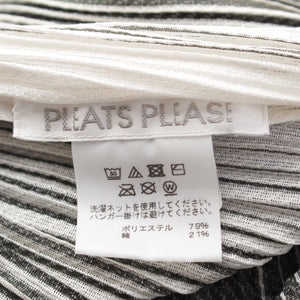 PLEATS PLEASE
洗濯ネットを使用してください。
ハンガー掛けは避けてください。
ポリエステル 79%
綿 21%